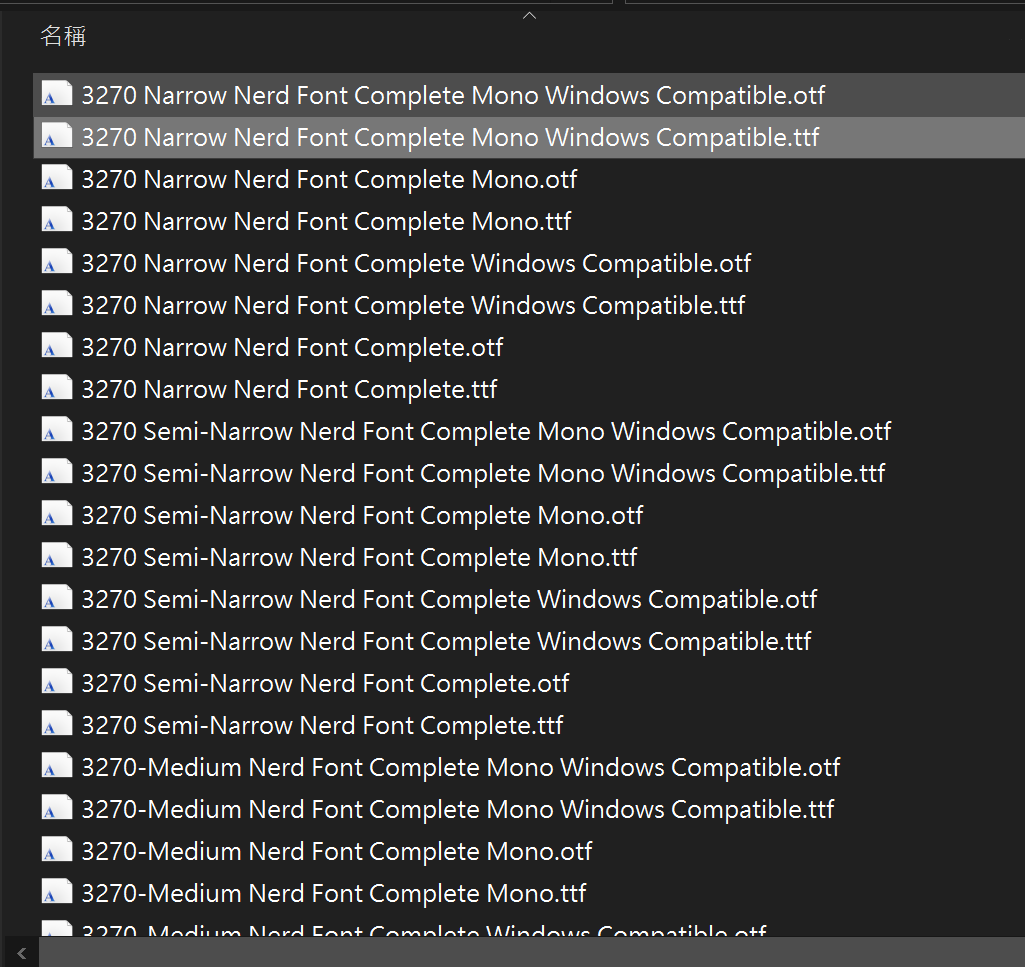 名稱
3270 Narrow Nerd Font Complete Mono Windows Compatible.otf
3270 Narrow Nerd Font Complete Mono Windows Compatible.ttf
3270 Narrow Nerd Font Complete Mono.otf
3270 Narrow Nerd Font Complete Mono.ttf
3270 Narrow Nerd Font Complete Windows Compatible.otf
3270 Narrow Nerd Font Complete Windows Compatible.ttf
3270 Narrow Nerd Font Complete.otf
3270 Narrow Nerd Font Complete.ttf
3270 Semi-Narrow Nerd Font Complete Mono Windows Compatible.otf
3270 Semi-Narrow Nerd Font Complete Mono Windows Compatible.ttf
3270 Semi-Narrow Nerd Font Complete Mono.otf
3270 Semi-Narrow Nerd Font Complete Mono.ttf
3270 Semi-Narrow Nerd Font Complete Windows Compatible.otf
3270 Semi-Narrow Nerd Font Complete Windows Compatible.ttf
3270 Semi-Narrow Nerd Font Complete.otf
3270 Semi-Narrow Nerd Font Complete.ttf
3270-Medium Nerd Font Complete Mono Windows Compatible.otf
3270-Medium Nerd Font Complete Mono Windows Compatible.ttf
3270-Medium Nerd Font Complete Mono.otf
3270-Medium Nerd Font Complete Mono.ttf
3270-Medium Nerd Font Complete Windows Compatible.otf